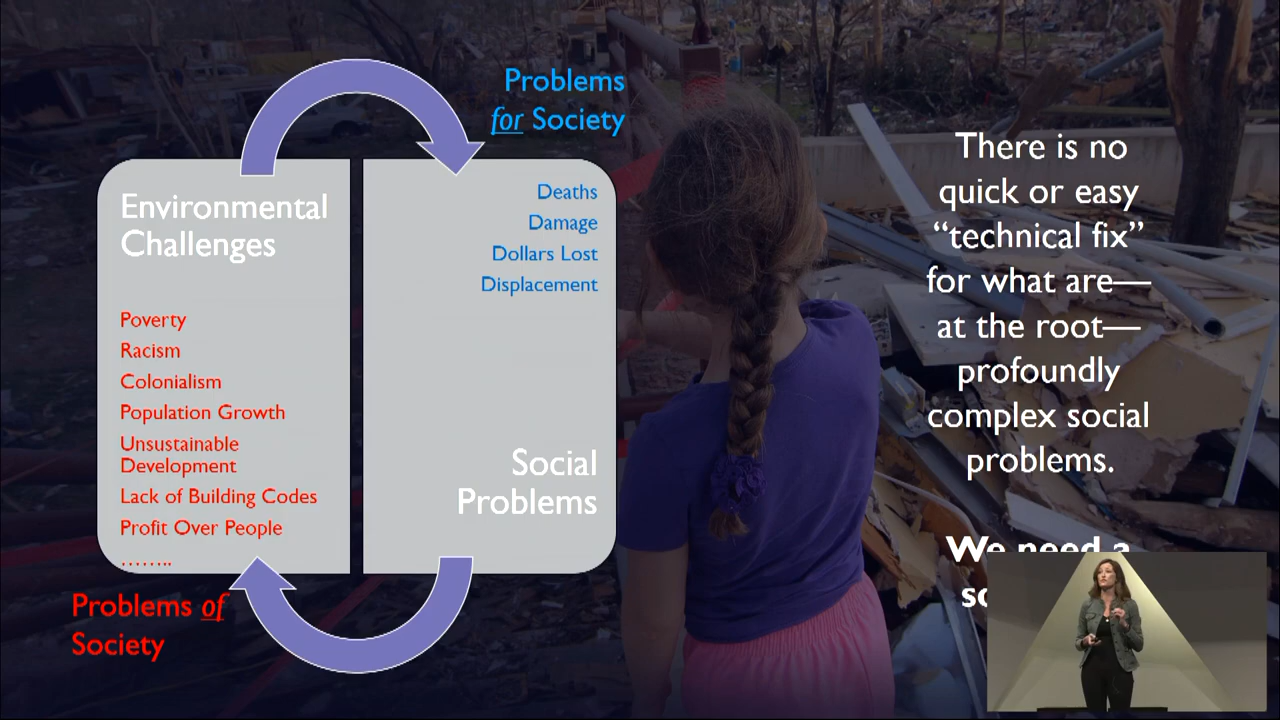 Problems
for Society
Environmental
Challenges
Poverty
Racism
Colonialism
Population Growth
Unsustainable
Development
Lack of Building Codes
Profit Over People
……..
Deaths
Damage
Dollars Lost
Displacement
Social
Problems
Problems of
Society
There is no
quick or easy
“technical fix”
for what are—
at the root—
profoundly
complex social
problems.
We need a